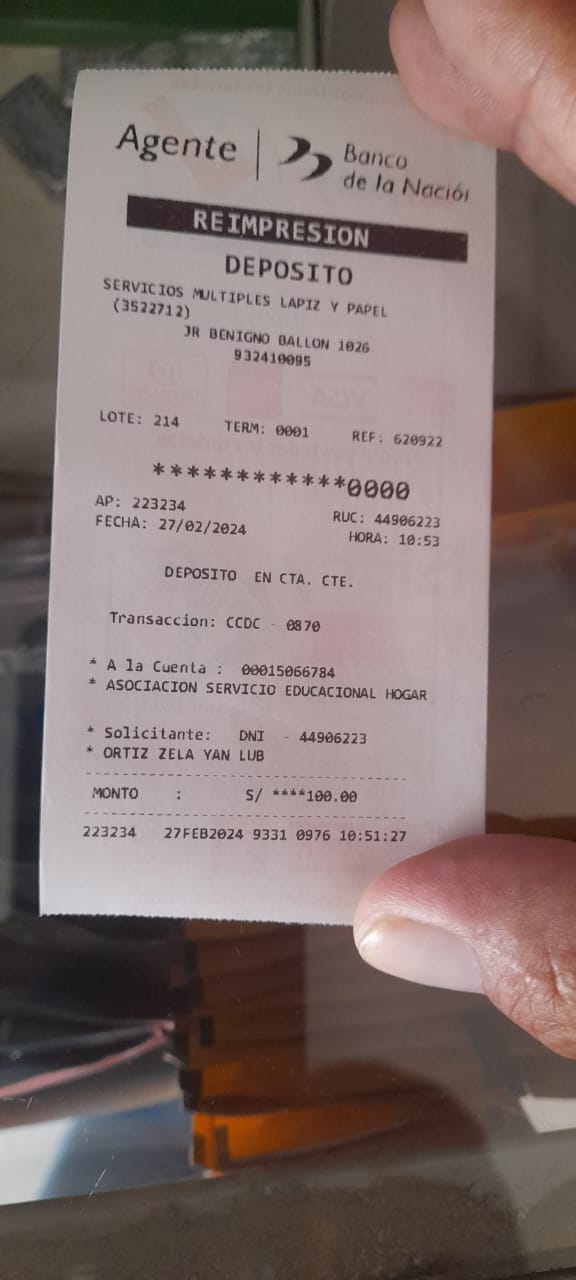 Agente | Banco
de la Nación
REIMPRESION
DEPOSITO
SERVICIOS MULTIPLES LAPIZ Y PAPEL
(3522712)
JR BENIGNO BALLON 1026
932410095
LOTE: 214 TERM: 0001 REF: 620922
************0000
AP: 223234 RUC: 44906223
FECHA: 27/02/2024 HORA: 10:53
DEPOSITO EN CTA. CTE.
Transaccion: CCDC - 0870
* A la Cuenta : 00015066784
* ASOCIACION SERVICIO EDUCACIONAL HOGAR
* Solicitante: DNI - 44906223
* ORTIZ ZELA YAN LUB
MONTO : S/ ****100.00
223234 27FEB2024 9331 0976 10:51:27